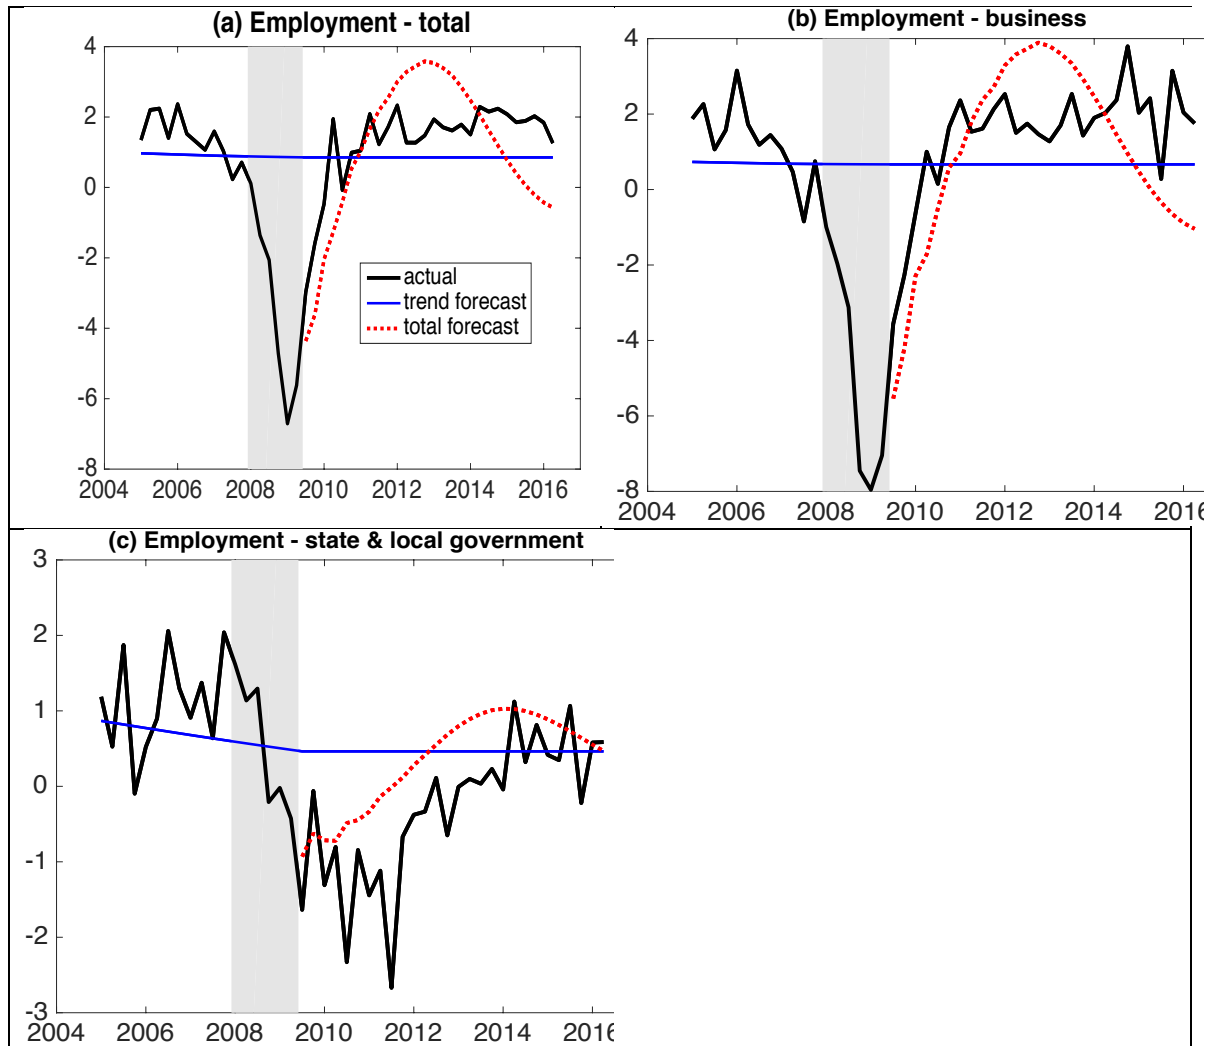 (a) Employment - total
4
2
0
-2
-4
-6
-8
2004 2006 2008 2010 2012 2014 2016
actual
trend forecast
total forecast
(b) Employment - business
4
2
0
-2
-4
-6
-8
2004 2006 2008 2010 2012 2014 2016
(c) Employment - state & local government
3
2
1
0
-1
-2
-3
2004 2006 2008 2010 2012 2014 2016